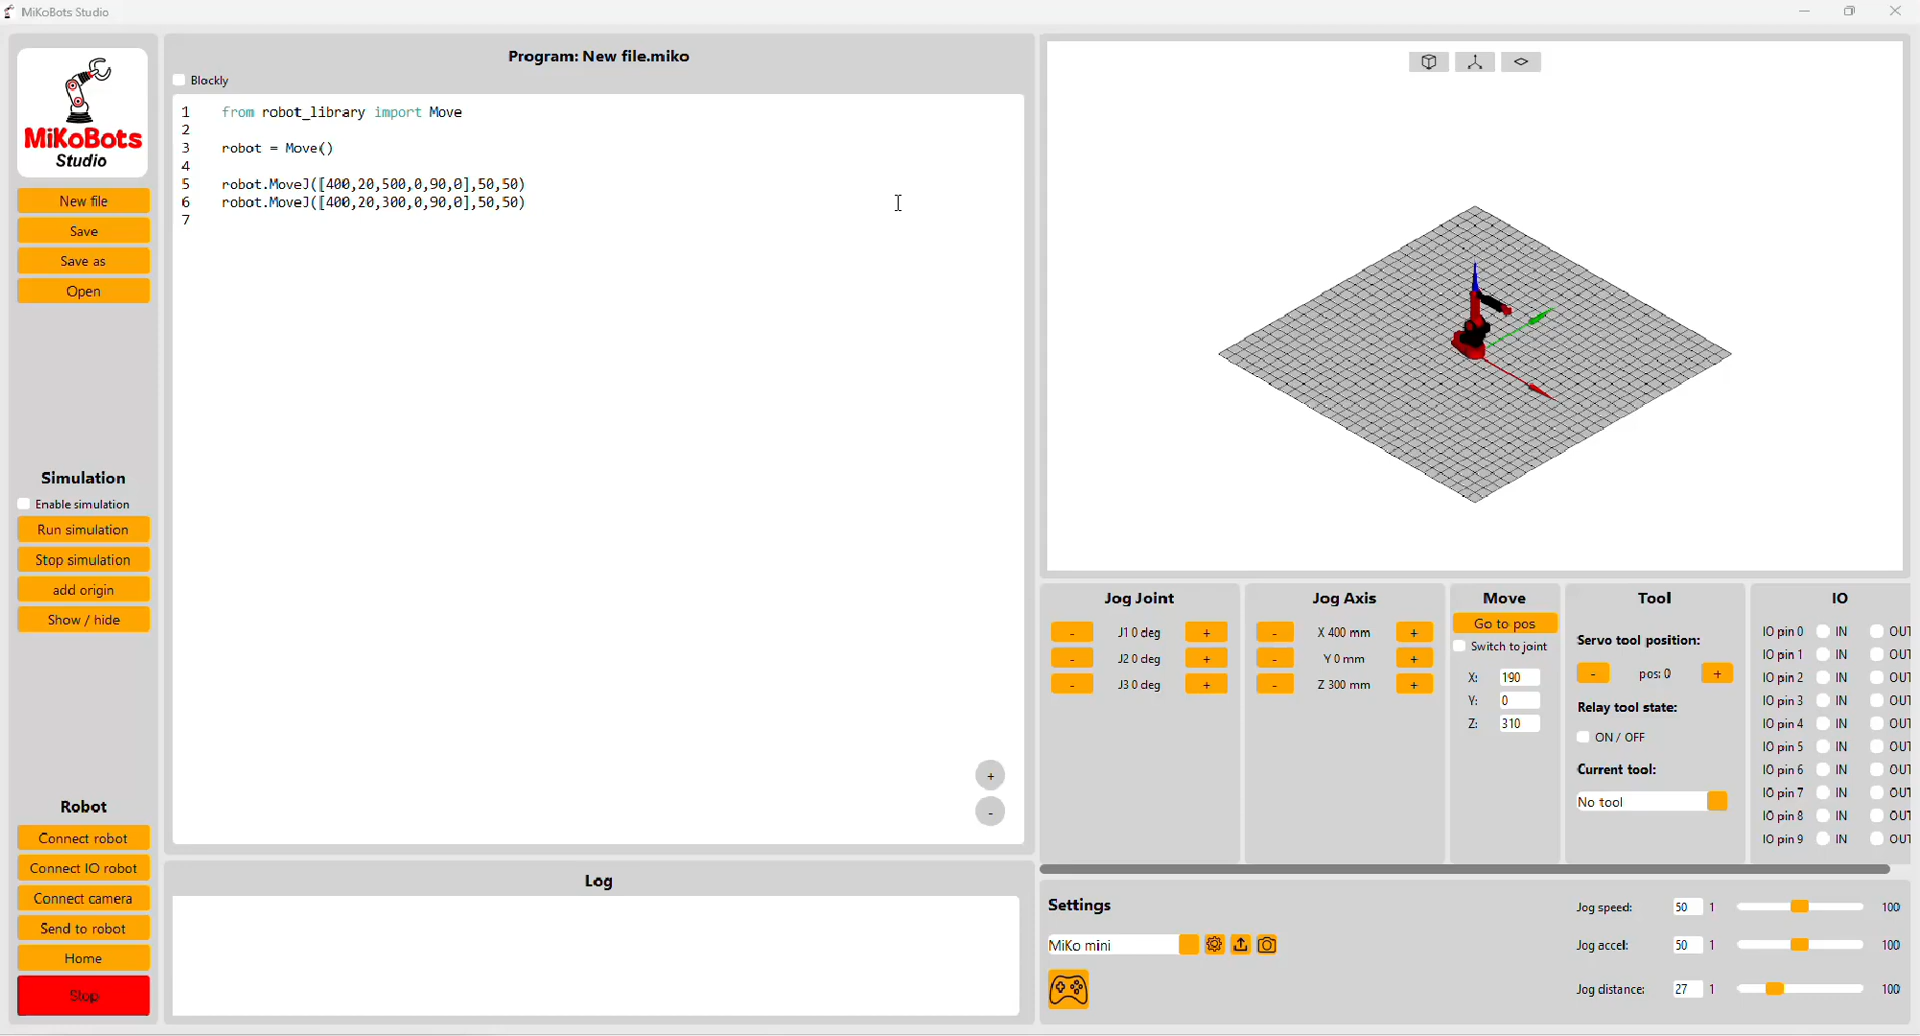 MiKoBots Studio
MiKoBots
Studio
New file
Save
Save as
Open
Simulation
Enable simulation
Run simulation
Stop simulation
add origin
Show / hide
Robot
Connect robot
Connect IO robot
Connect camera
Send to robot
Home
Stop
Program: New file.miko
Blockly
1 from robot_library import Move
2
3 robot = Move()
4
5 robot.MoveJ([400,20,500,0,90,0],50,50)
6 robot.MoveJ([400,20,300,0,90,0],50,50)
7
+
-
Log
Jog Joint
- J1 0 deg +
- J2 0 deg +
- J3 0 deg +
Jog Axis
- X 400 mm +
- Y 0 mm +
- Z 300 mm +
Move
Go to pos
Switch to joint
X: 190
Y: 0
Z: 310
Tool
Servo tool position:
- pos: 0 +
Relay tool state:
ON / OFF
Current tool:
No tool
IO
IO pin 0 IN OUT
IO pin 1 IN OUT
IO pin 2 IN OUT
IO pin 3 IN OUT
IO pin 4 IN OUT
IO pin 5 IN OUT
IO pin 6 IN OUT
IO pin 7 IN OUT
IO pin 8 IN OUT
IO pin 9 IN OUT
Settings
MiKo mini
Jog speed: 50 1 100
Jog accel: 50 1 100
Jog distance: 27 1 100